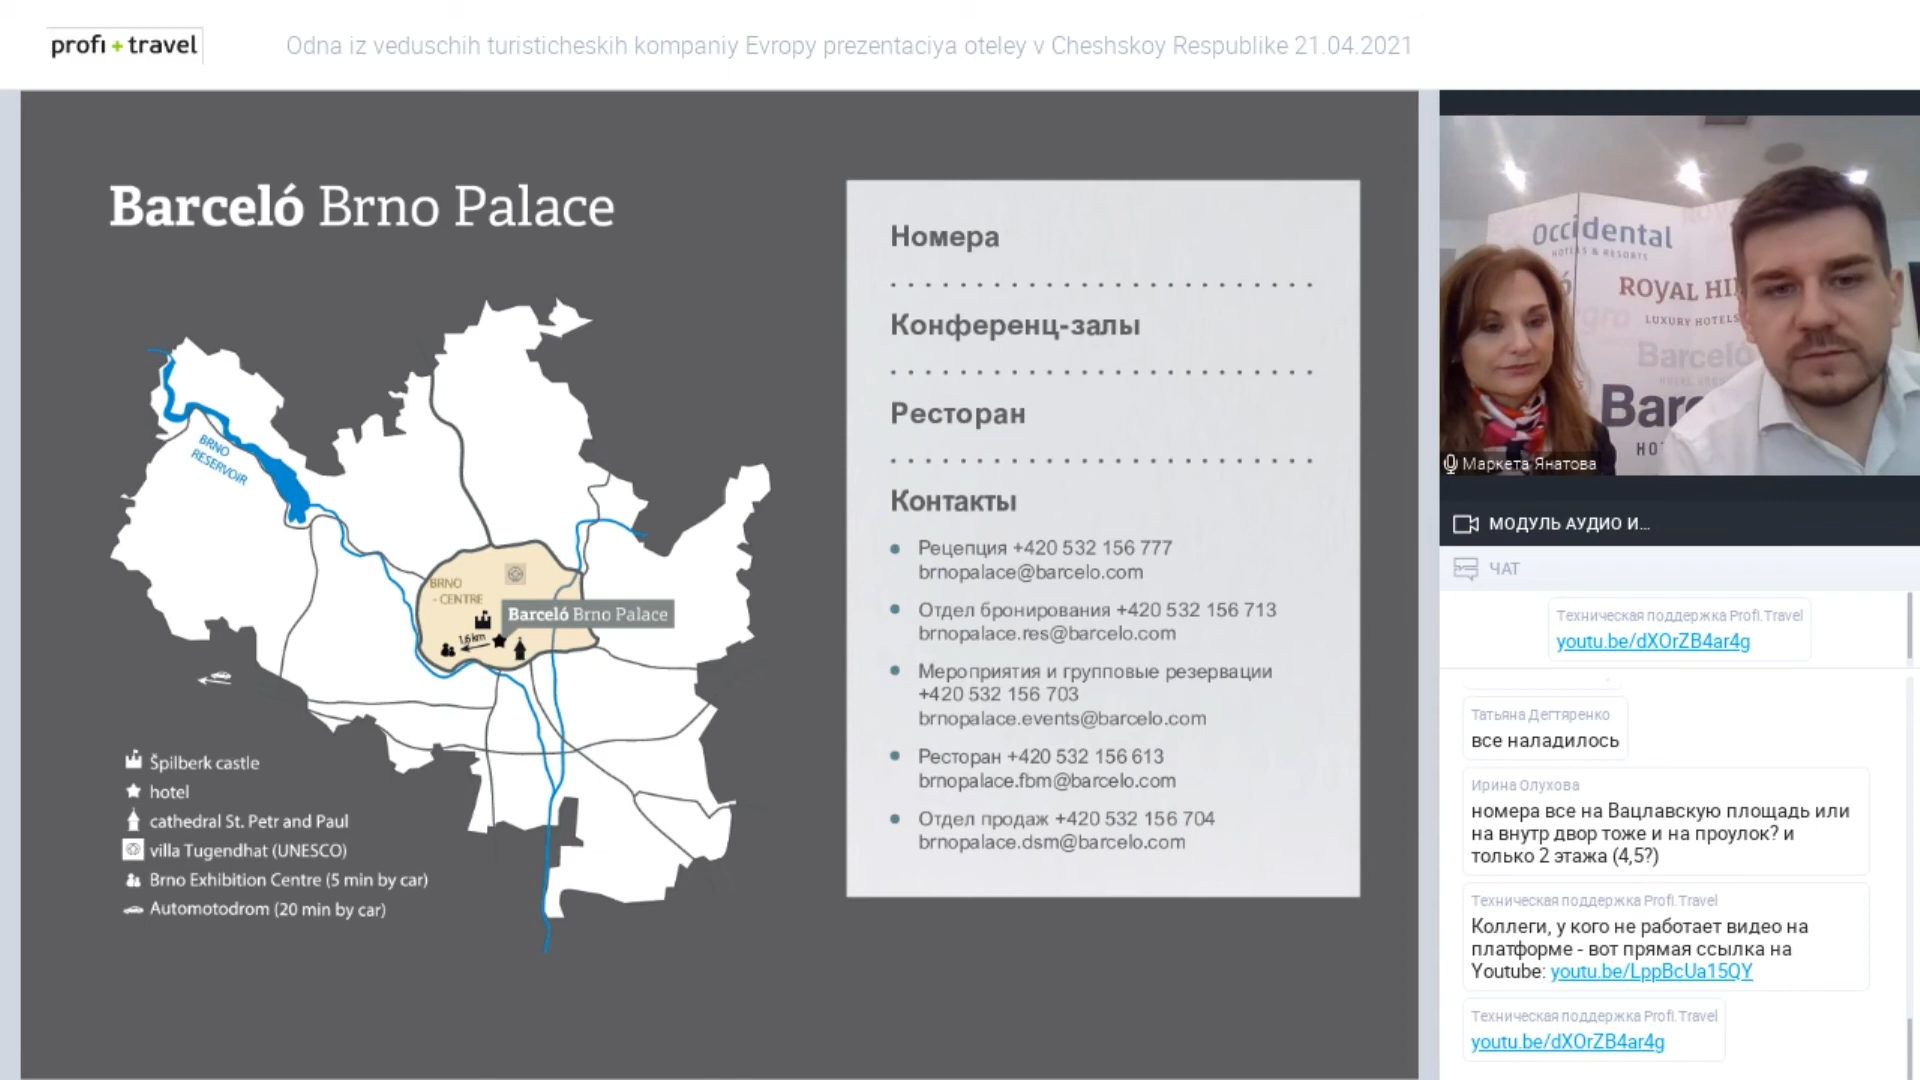 profi + travel
Odna iz veduschih turisticheskih kompaniy Evropy prezentaciya oteley v Cheshskoy Respublike 21.04.2021
Barceló Brno Palace
BRNO
RESERVOIR
BRNO
- CENTRE
Barceló Brno Palace
1,6 km
Špilberk castle
hotel
cathedral St. Petr and Paul
villa Tugendhat (UNESCO)
Brno Exhibition Centre (5 min by car)
Automotodrom (20 min by car)
Номера
Конференц-залы
Ресторан
Контакты
Рецепция +420 532 156 777
brnopalace@barcelo.com
Отдел бронирования +420 532 156 713
brnopalace.res@barcelo.com
Мероприятия и групповые резервации
+420 532 156 703
brnopalace.events@barcelo.com
Ресторан +420 532 156 613
brnopalace.fbm@barcelo.com
Отдел продаж +420 532 156 704
brnopalace.dsm@barcelo.com
Occidental
HOTELS & RESORTS
ROYAL HI
LUXURY HOTELS
Barceló
Barc
HO
Маркета Янатова
МОДУЛЬ АУДИО И...
ЧАТ
Техническая поддержка Profi.Travel
youtu.be/dXOrZB4ar4g
Татьяна Дегтяренко
все наладилось
Ирина Олухова
номера все на Вацлавскую площадь или
на внутр двор тоже и на проулок? и
только 2 этажа (4,5?)
Техническая поддержка Profi.Travel
Коллеги, у кого не работает видео на
платформе - вот прямая ссылка на
Youtube: youtu.be/LppBcUa15QY
Техническая поддержка Profi.Travel
youtu.be/dXOrZB4ar4g